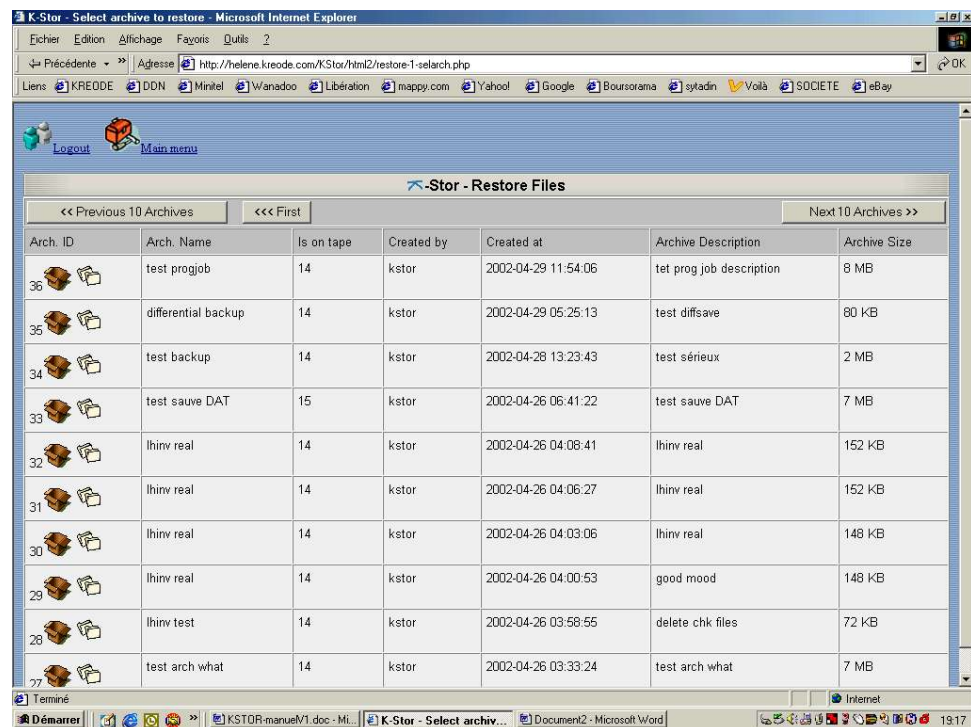 K-Stor - Select archive to restore - Microsoft Internet Explorer
Fichier Edition Affichage Favoris Outils ?
Précédente » Adresse http://helene.kreode.com/KStor/html2/restore-1-selarch.php OK
Liens KREODE DDN Minitel Wanadoo Libération mappy.com Yahoo! Google Boursorama sytadin Voilà SOCIETE eBay
Logout Main menu
K-Stor - Restore Files
<< Previous 10 Archives <<< First Next 10 Archives >>
Arch. ID Arch. Name Is on tape Created by Created at Archive Description Archive Size
36 test progjob 14 kstor 2002-04-29 11:54:06 tet prog job description 8 MB
35 differential backup 14 kstor 2002-04-29 05:25:13 test diffsave 80 KB
34 test backup 14 kstor 2002-04-28 13:23:43 test sérieux 2 MB
33 test sauve DAT 15 kstor 2002-04-26 06:41:22 test sauve DAT 7 MB
32 lhinv real 14 kstor 2002-04-26 04:08:41 lhinv real 152 KB
31 lhinv real 14 kstor 2002-04-26 04:06:27 lhinv real 152 KB
30 lhinv real 14 kstor 2002-04-26 04:03:06 lhinv real 148 KB
29 lhinv real 14 kstor 2002-04-26 04:00:53 good mood 148 KB
28 lhinv test 14 kstor 2002-04-26 03:58:55 delete chk files 72 KB
27 test arch what 14 kstor 2002-04-26 03:33:24 test arch what 7 MB
Terminé Internet
Démarrer » KSTOR-manuelV1.doc - Mi... K-Stor - Select archiv... Document2 - Microsoft Word 19:17